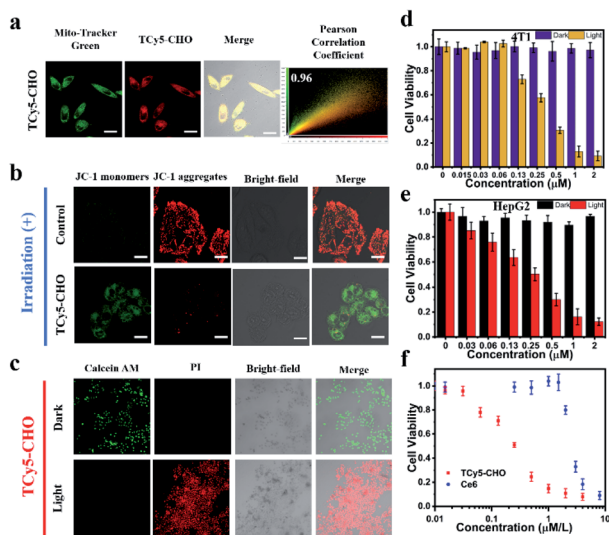 a
Mito-Tracker
Green
TCy5-CHO
Merge
Pearson
Correlation
Coefficient
TCy5-CHO
0.96
b
JC-1 monomers
JC-1 aggregates
Bright-field
Merge
Irradiation (+)
Control
TCy5-CHO
c
Calcein AM
PI
Bright-field
Merge
TCy5-CHO
Dark
Light
d
4T1
Dark
Light
Cell Viability
1.0
0.8
0.6
0.4
0.2
0.0
0 0.015 0.03 0.06 0.13 0.25 0.5 1 2
Concentration (μM)
e
HepG2
Dark
Light
Cell Viability
1.2
1.0
0.8
0.6
0.4
0.2
0.0
0 0.03 0.06 0.13 0.25 0.5 1 2
Concentration (μM)
f
Cell Viability
1.0
0.8
0.6
0.4
0.2
0.0
TCy5-CHO
Ce6
0.01 0.1 1 10
Concentration (μM/L)